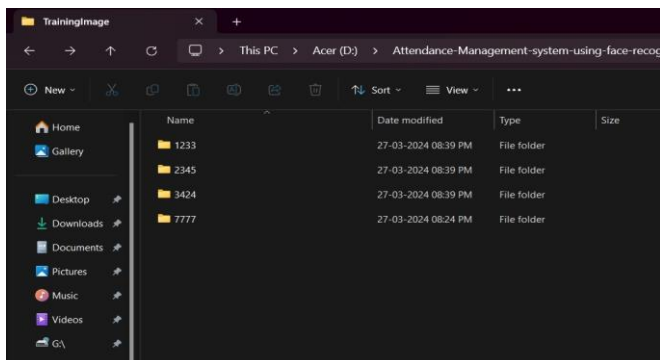 TrainingImage
This PC > Acer (D:) > Attendance-Management-system-using-face-recog
New Sort View ...
Name Date modified Type Size
Home
Gallery
1233 27-03-2024 08:39 PM File folder
2345 27-03-2024 08:39 PM File folder
3424 27-03-2024 08:39 PM File folder
7777 27-03-2024 08:24 PM File folder
Desktop
Downloads
Documents
Pictures
Music
Videos
G:\